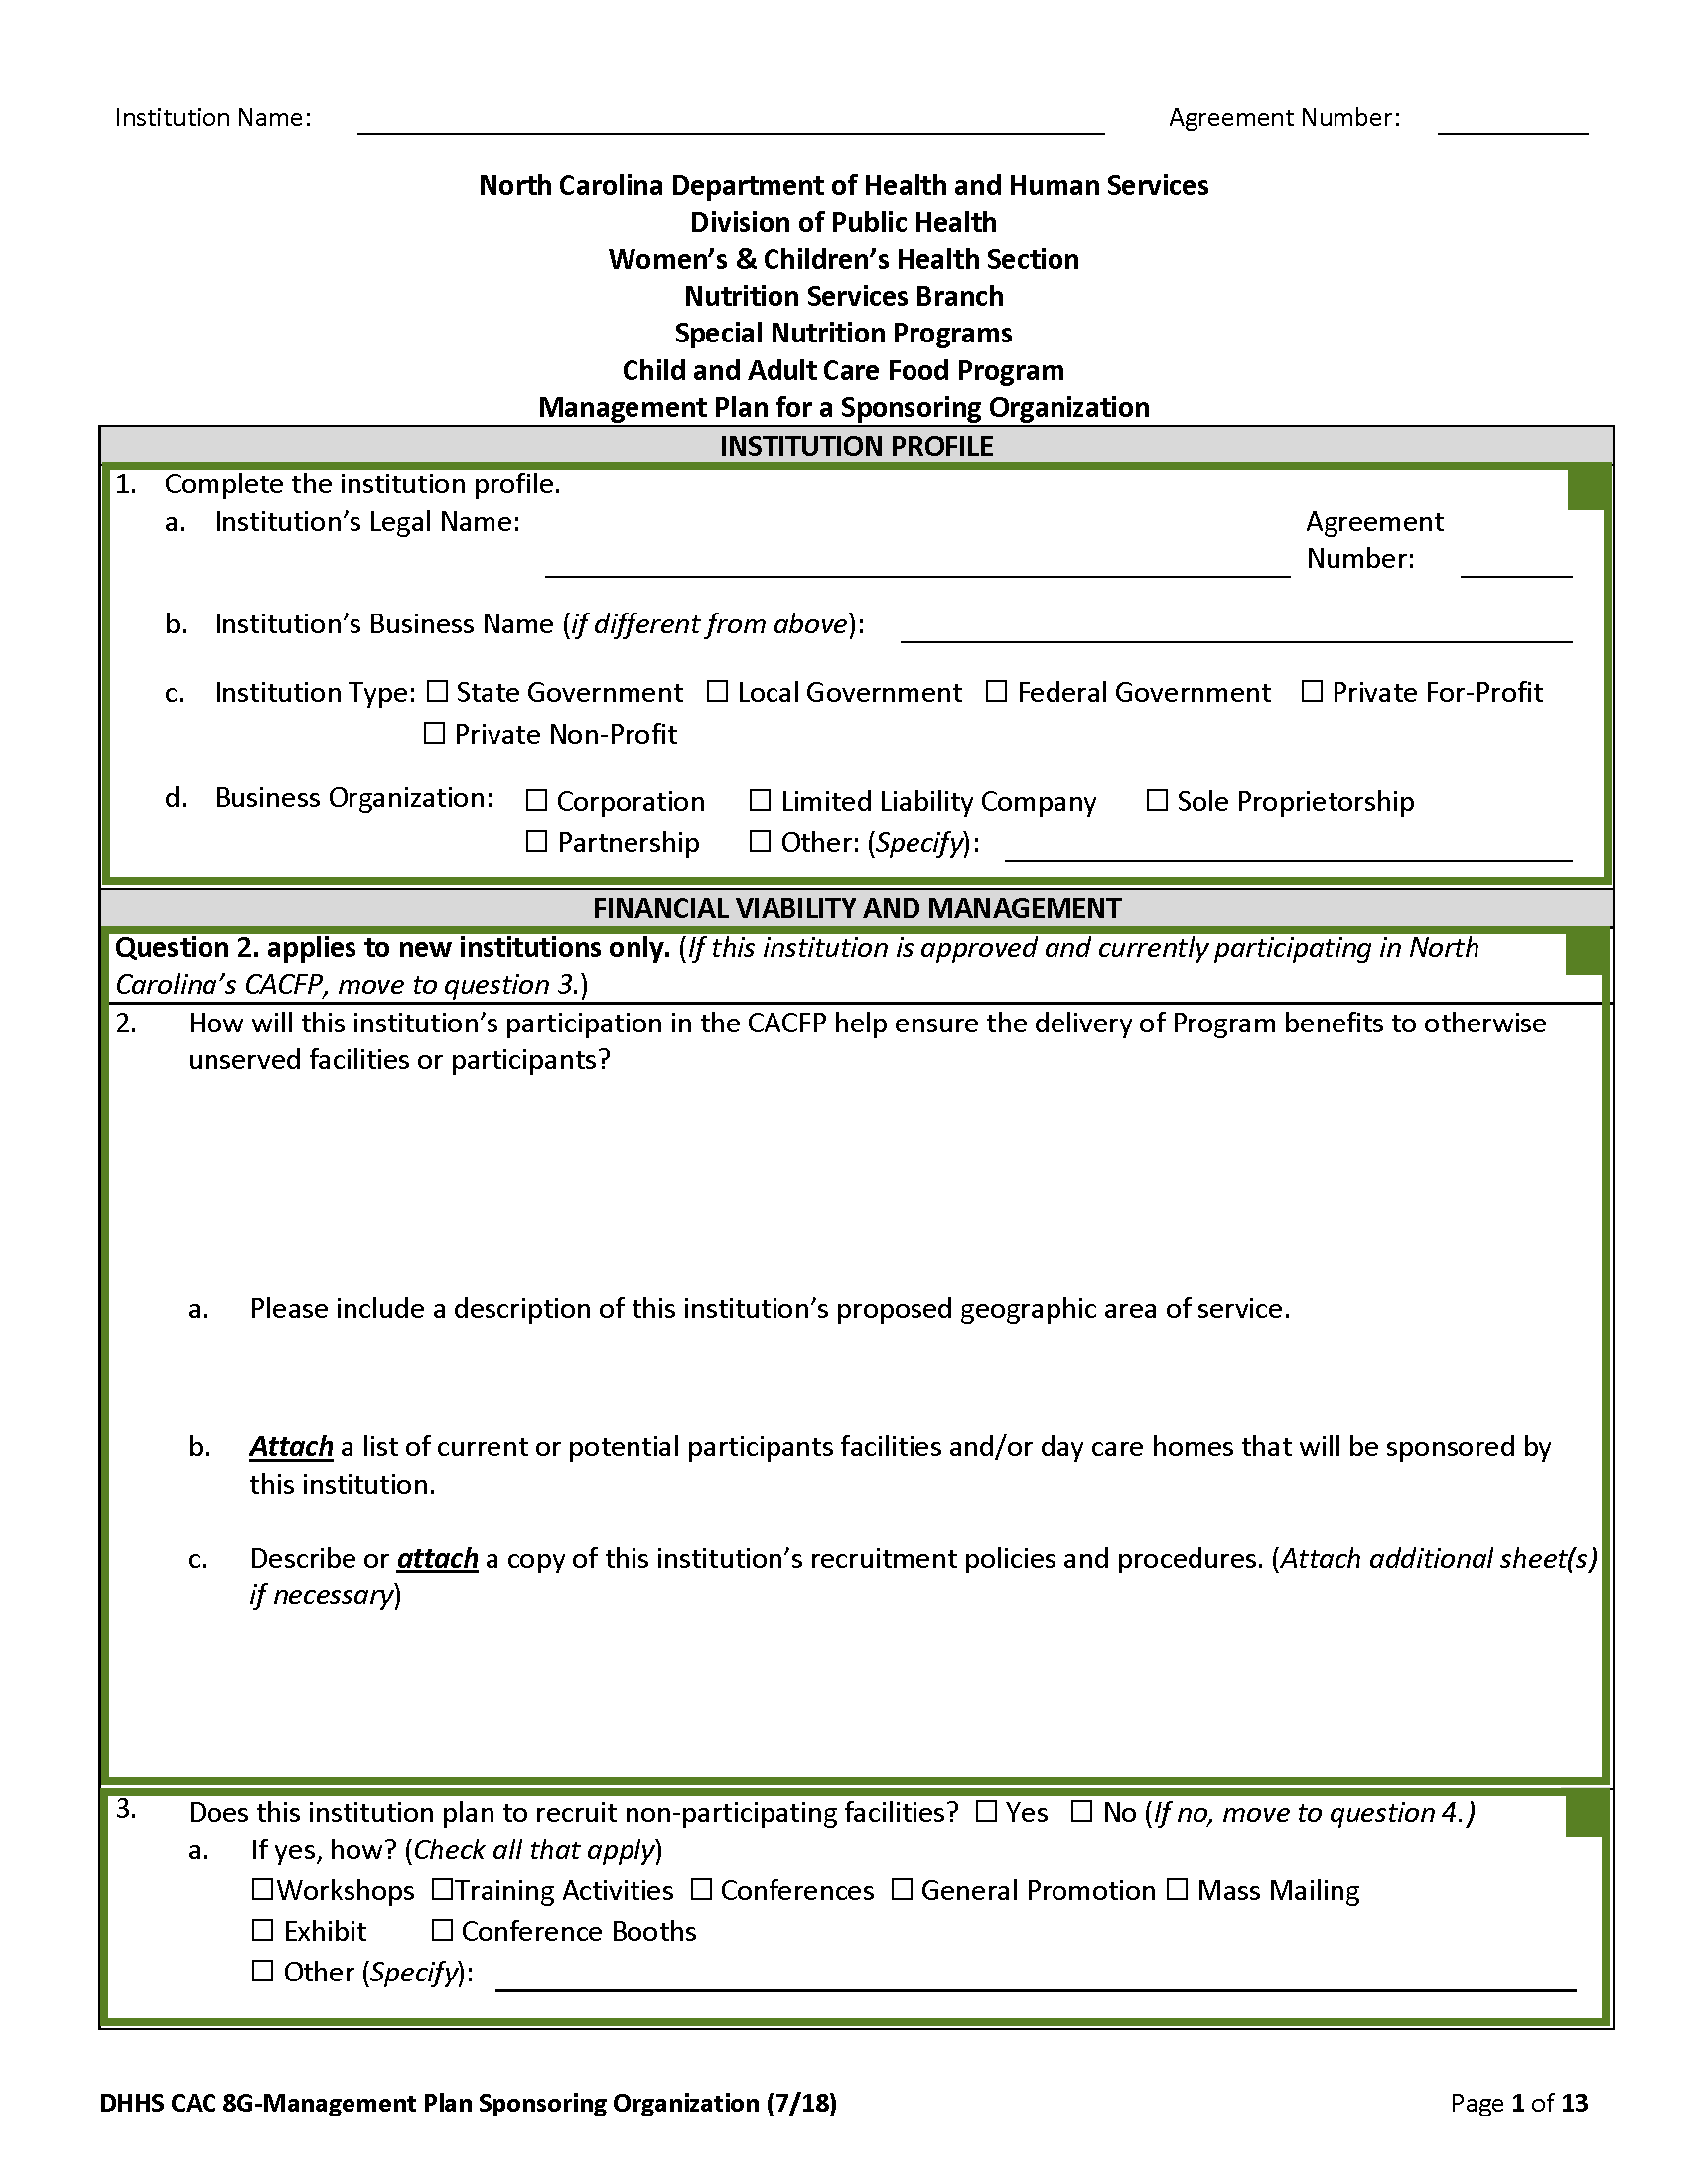 Institution Name: Agreement Number:
North Carolina Department of Health and Human Services
Division of Public Health
Women's & Children's Health Section
Nutrition Services Branch
Special Nutrition Programs
Child and Adult Care Food Program
Management Plan for a Sponsoring Organization
INSTITUTION PROFILE
1. Complete the institution profile.
a. Institution's Legal Name: Agreement
Number:
b. Institution's Business Name (if different from above):
c. Institution Type: ☐ State Government ☐ Local Government ☐ Federal Government ☐ Private For-Profit
☐ Private Non-Profit
d. Business Organization: ☐ Corporation ☐ Limited Liability Company ☐ Sole Proprietorship
☐ Partnership ☐ Other: (Specify):
FINANCIAL VIABILITY AND MANAGEMENT
Question 2. applies to new institutions only. (If this institution is approved and currently participating in North
Carolina's CACFP, move to question 3.)
2. How will this institution's participation in the CACFP help ensure the delivery of Program benefits to otherwise
unserved facilities or participants?
a. Please include a description of this institution's proposed geographic area of service.
b. Attach a list of current or potential participants facilities and/or day care homes that will be sponsored by
this institution.
c. Describe or attach a copy of this institution's recruitment policies and procedures. (Attach additional sheet(s)
if necessary)
3. Does this institution plan to recruit non-participating facilities? ☐ Yes ☐ No (If no, move to question 4.)
a. If yes, how? (Check all that apply)
☐Workshops ☐Training Activities ☐ Conferences ☐ General Promotion ☐ Mass Mailing
☐ Exhibit ☐ Conference Booths
☐ Other (Specify):
DHHS CAC 8G-Management Plan Sponsoring Organization (7/18) Page 1 of 13